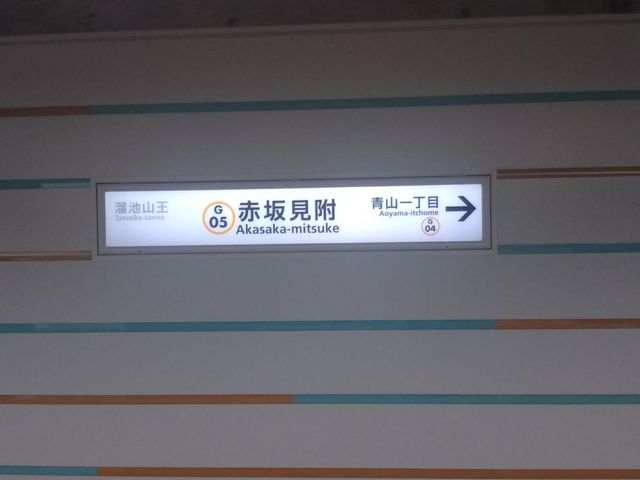 溜池山王
Tameike-sanno
G
05
赤坂見附
Akasaka-mitsuke
青山一丁目
Aoyama-itchome
G
04